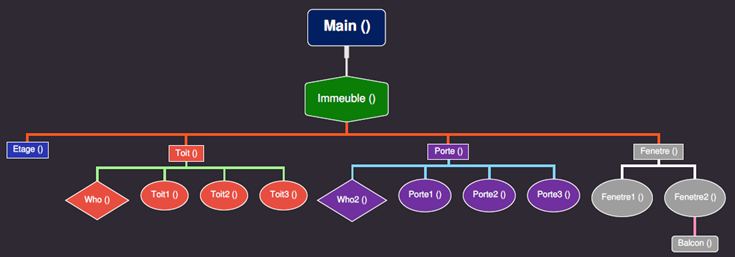 Main ()
Immeuble ()
Etage ()
Toit ()
Porte ()
Fenetre ()
Who ()
Toit1 ()
Toit2 ()
Toit3 ()
Who2 ()
Porte1 ()
Porte2 ()
Porte3 ()
Fenetre1 ()
Fenetre2 ()
Balcon ()